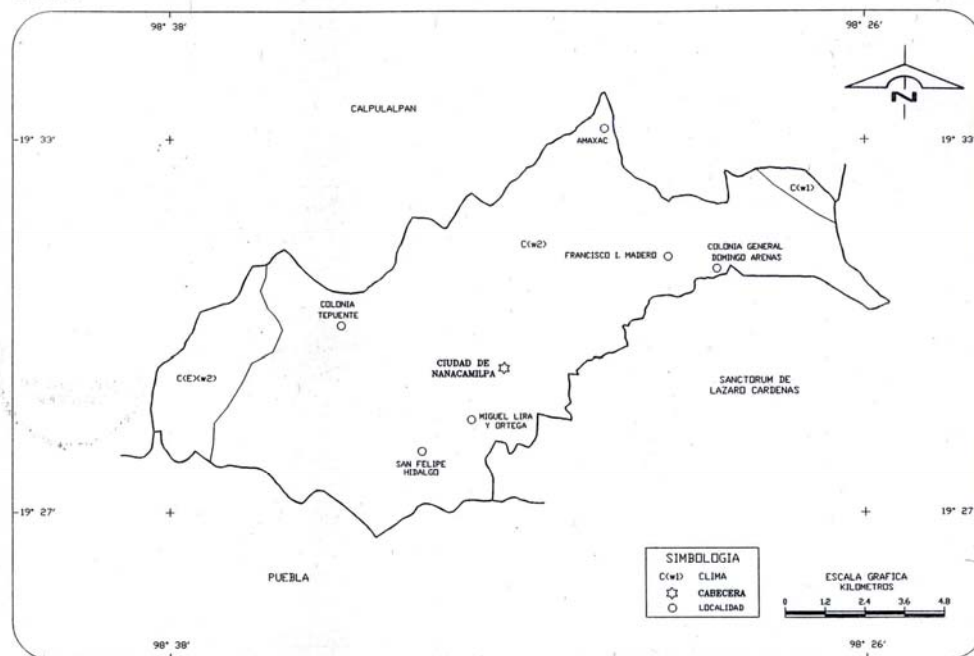 98° 38'
98° 26'
CALPULALPAN
N
19° 33'
19° 33'
AMAXAC
C(w1)
C(w2)
FRANCISCO I. MADERO
COLONIA GENERAL
DOMINGO ARENAS
COLONIA
TEPUENTE
CIUDAD DE
NANACAMILPA
C(E)(w2)
SANCTORUM DE
LAZARO CARDENAS
MIGUEL LIRA
Y ORTEGA
SAN FELIPE
HIDALGO
19° 27'
19° 27'
PUEBLA
SIMBOLOGIA
C(w1) CLIMA
CABECERA
LOCALIDAD
ESCALA GRAFICA
KILOMETROS
0 1.2 2.4 3.6 4.8
98° 38'
98° 26'